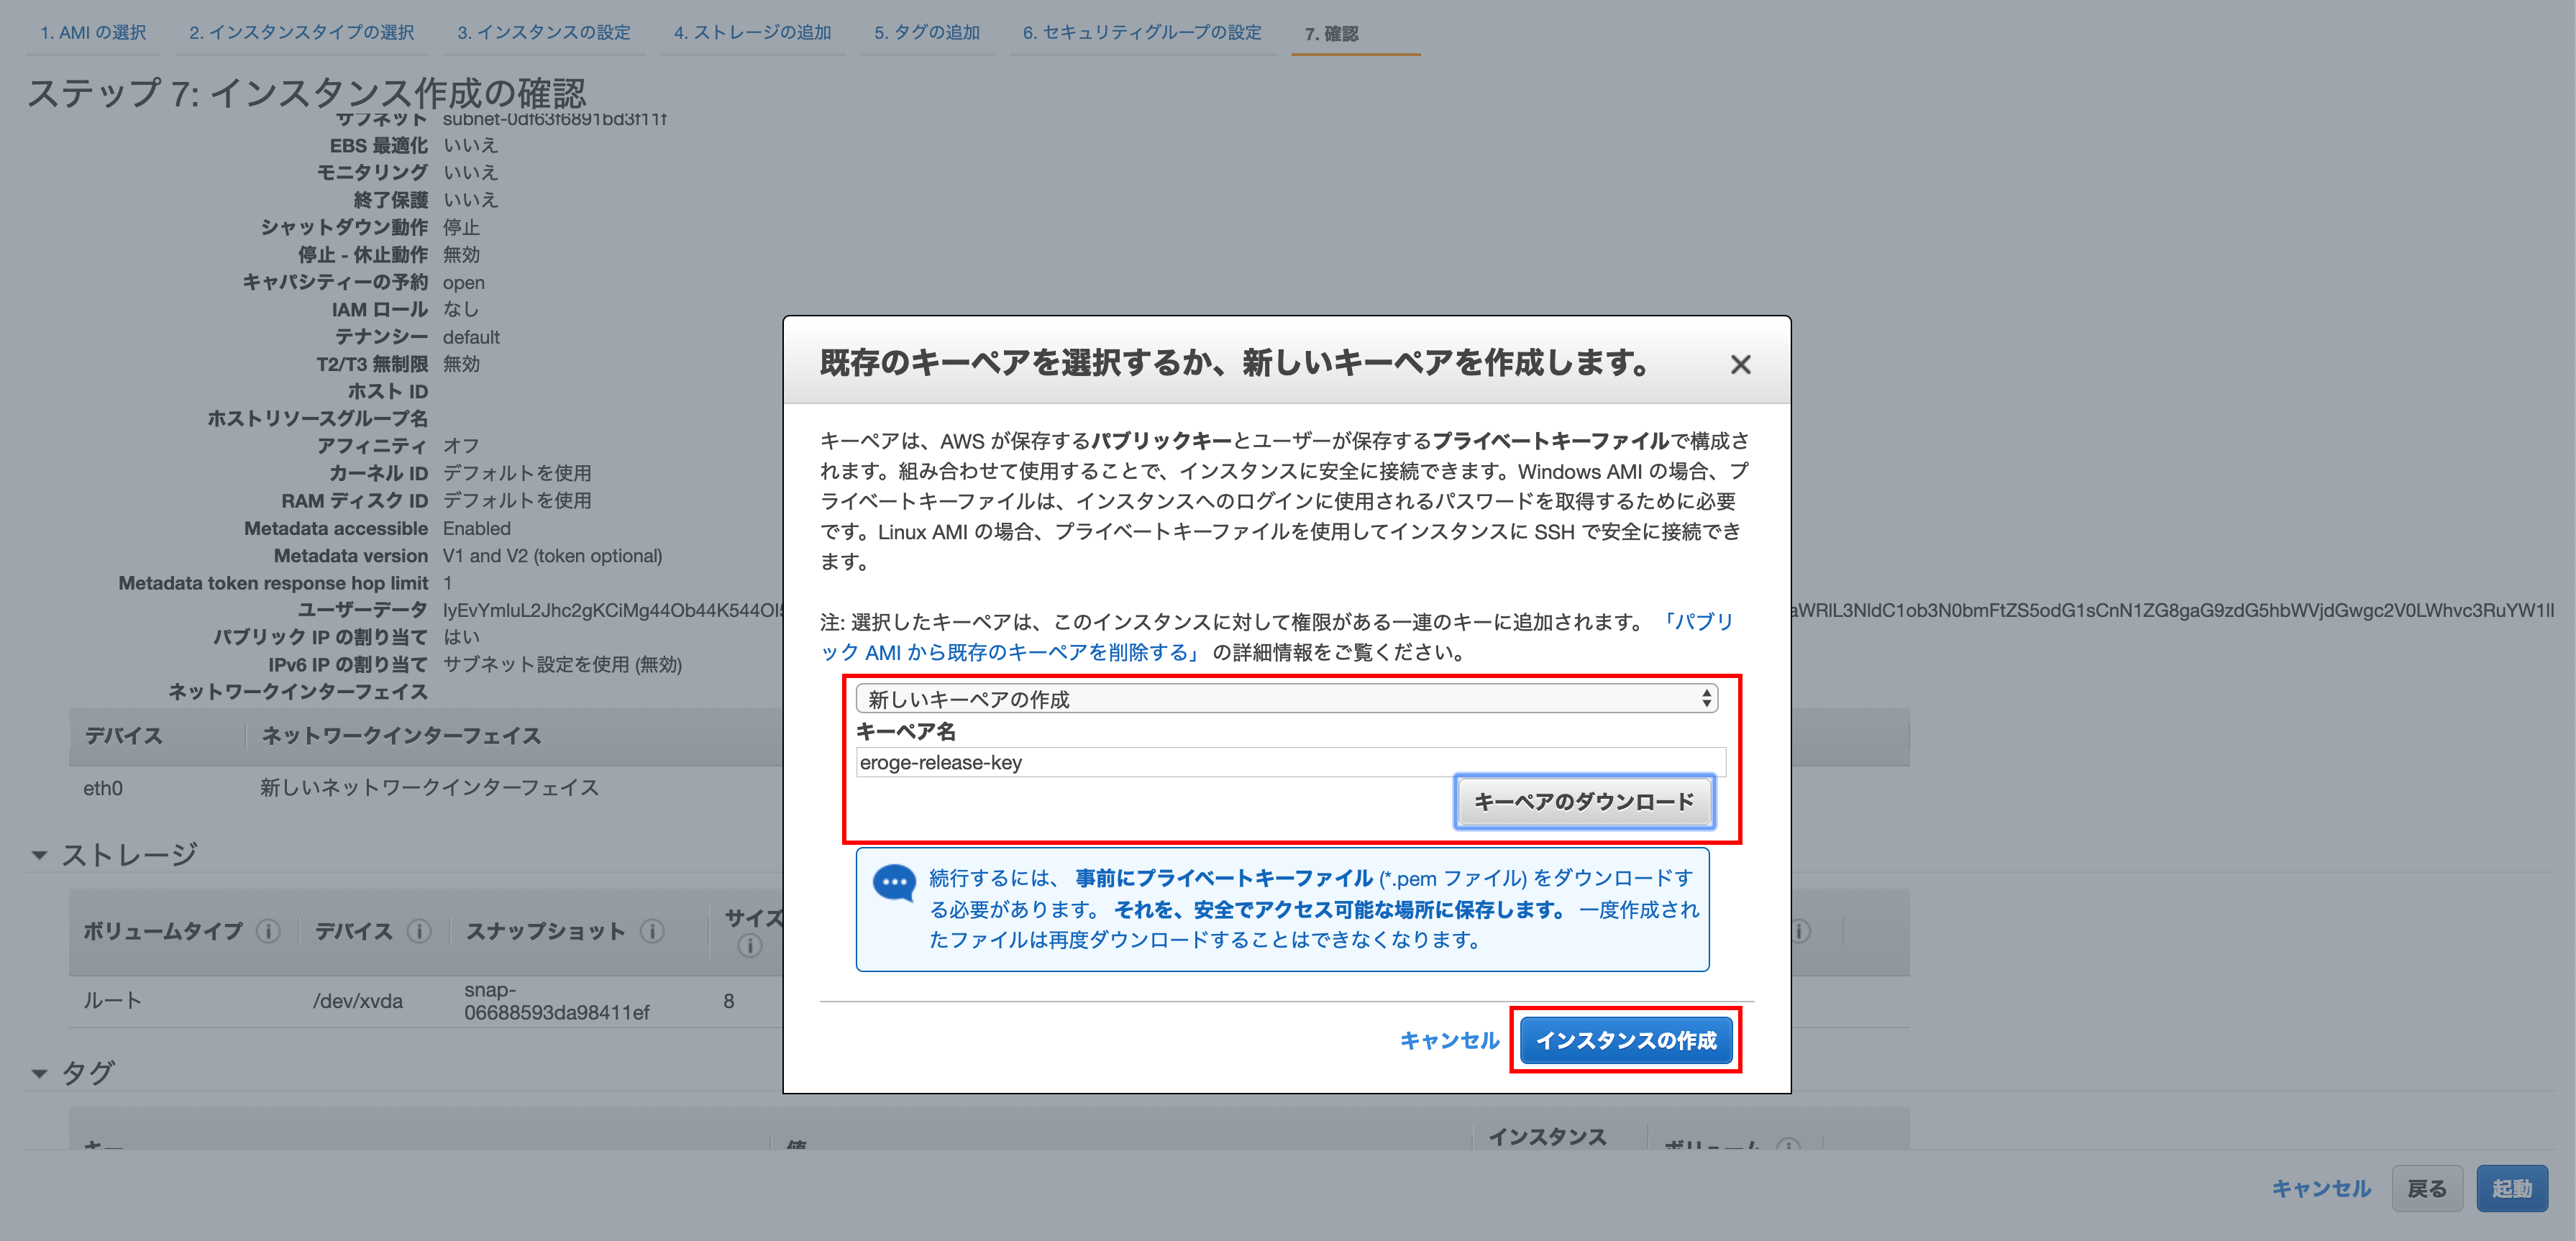 1. AMI の選択
2. インスタンスタイプの選択
3. インスタンスの設定
4. ストレージの追加
5. タグの追加
6. セキュリティグループの設定
7. 確認
ステップ 7: インスタンス作成の確認
サブネット subnet-0df63f6891bd3f11f
EBS 最適化 いいえ
モニタリング いいえ
終了保護 いいえ
シャットダウン動作 停止
停止 - 休止動作 無効
キャパシティーの予約 open
IAM ロール なし
テナンシー default
T2/T3 無制限 無効
ホスト ID
ホストリソースグループ名
アフィニティ オフ
カーネル ID デフォルトを使用
RAM ディスク ID デフォルトを使用
Metadata accessible Enabled
Metadata version V1 and V2 (token optional)
Metadata token response hop limit 1
ユーザーデータ
パブリック IP の割り当て はい
IPv6 IP の割り当て サブネット設定を使用 (無効)
ネットワークインターフェイス
デバイス ネットワークインターフェイス
eth0 新しいネットワークインターフェイス
ストレージ
ボリュームタイプ デバイス スナップショット サイズ
ルート /dev/xvda snap-06688593da98411ef 8
タグ
キー 値 インスタンス ボリューム
既存のキーペアを選択するか、新しいキーペアを作成します。
キーペアは、AWS が保存するパブリックキーとユーザーが保存するプライベートキーファイルで構成さ
れます。組み合わせて使用することで、インスタンスに安全に接続できます。Windows AMI の場合、プ
ライベートキーファイルは、インスタンスへのログインに使用されるパスワードを取得するために必要
です。Linux AMI の場合、プライベートキーファイルを使用してインスタンスに SSH で安全に接続でき
ます。
注: 選択したキーペアは、このインスタンスに対して権限がある一連のキーに追加されます。 「パブリ
ック AMI から既存のキーペアを削除する」 の詳細情報をご覧ください。
新しいキーペアの作成
キーペア名
eroge-release-key
キーペアのダウンロード
続行するには、 事前にプライベートキーファイル (*.pem ファイル) をダウンロードす
る必要があります。 それを、安全でアクセス可能な場所に保存します。 一度作成され
たファイルは再度ダウンロードすることはできなくなります。
キャンセル インスタンスの作成
キャンセル 戻る 起動